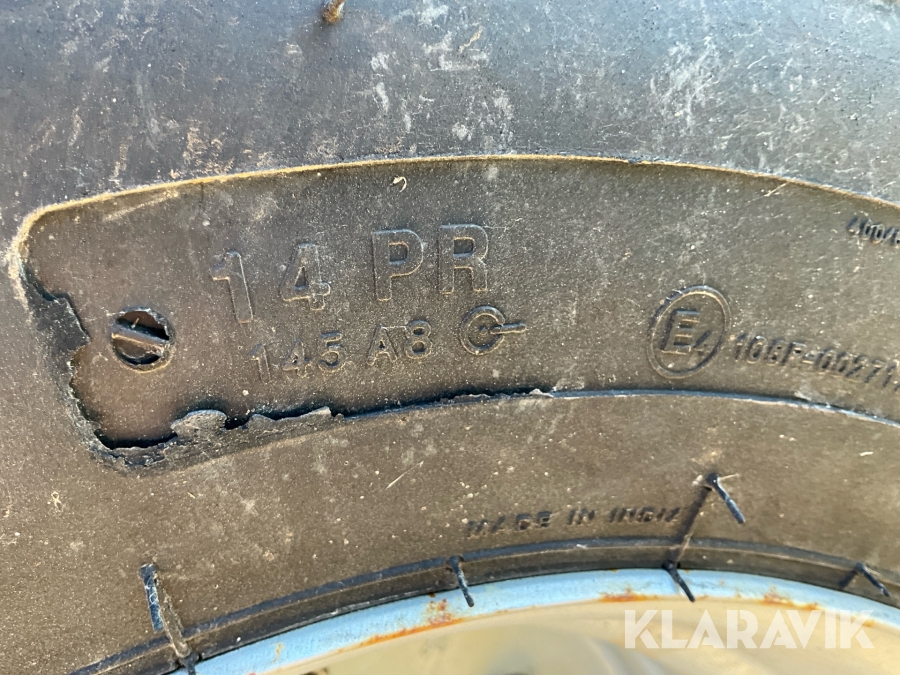 14 PR
145 A8
E4
MADE IN INDIA
KLARAVIK